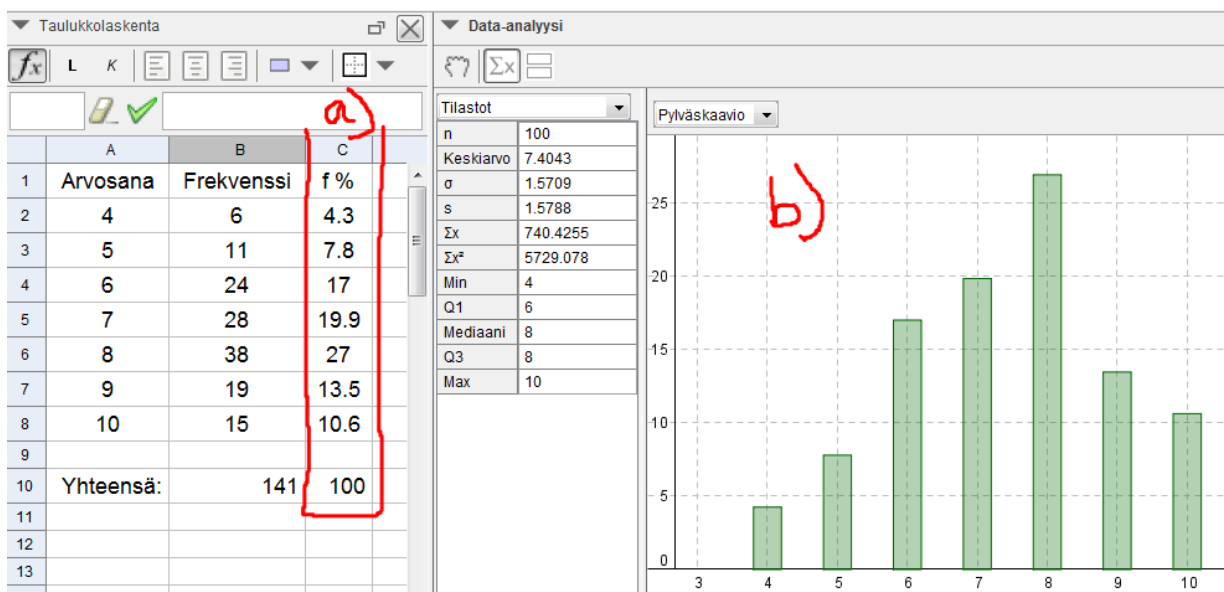 Taulukkolaskenta
fx L K
a)
A B C
1 Arvosana Frekvenssi f %
2 4 6 4.3
3 5 11 7.8
4 6 24 17
5 7 28 19.9
6 8 38 27
7 9 19 13.5
8 10 15 10.6
9
10 Yhteensä: 141 100
11
12
13
Data-analyysi
Σx
Tilastot
n 100
Keskiarvo 7.4043
σ 1.5709
s 1.5788
Σx 740.4255
Σx² 5729.078
Min 4
Q1 6
Mediaani 8
Q3 8
Max 10
Pylväskaavio
b)
25
20
15
10
5
0
3 4 5 6 7 8 9 10